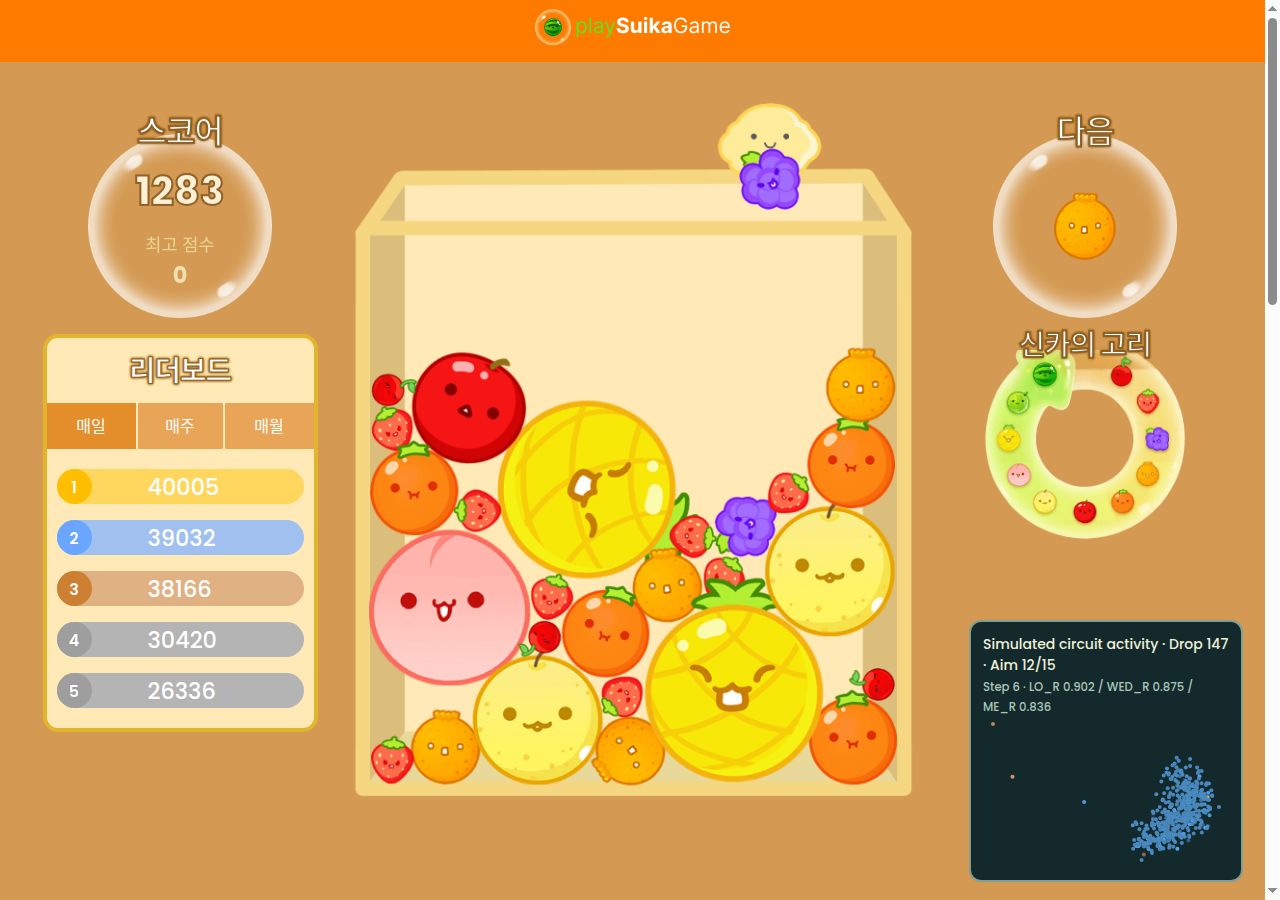 playSuikaGame
스코어
1283
최고 점수
0
다음
신카의 고리
리더보드
매일 매주 매월
1 40005
2 39032
3 38166
4 30420
5 26336
Simulated circuit activity · Drop 147
· Aim 12/15
Step 6 · LO_R 0.902 / WED_R 0.875 /
ME_R 0.836